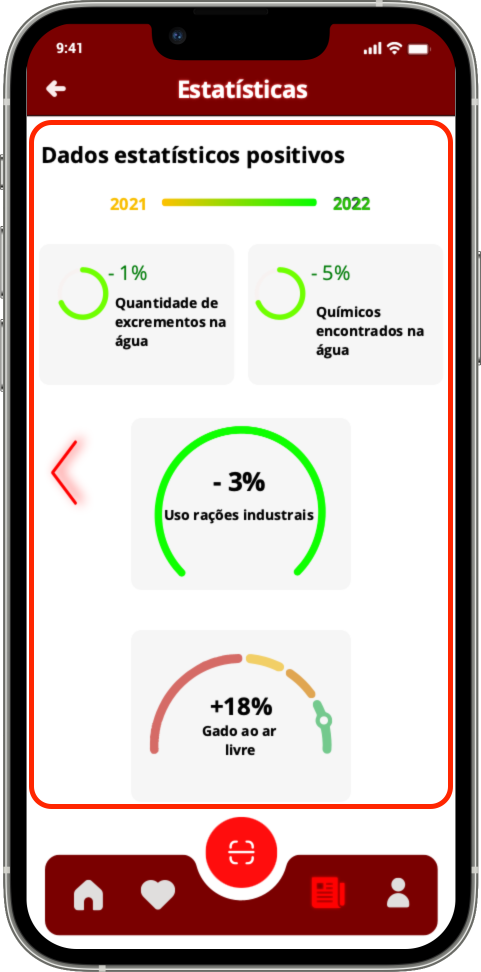 9:41
Estatísticas
Dados estatísticos positivos
2021
2022
- 1%
Quantidade de
excrementos na
água
- 5%
Químicos
encontrados na
água
- 3%
Uso rações industrais
+18%
Gado ao ar
livre